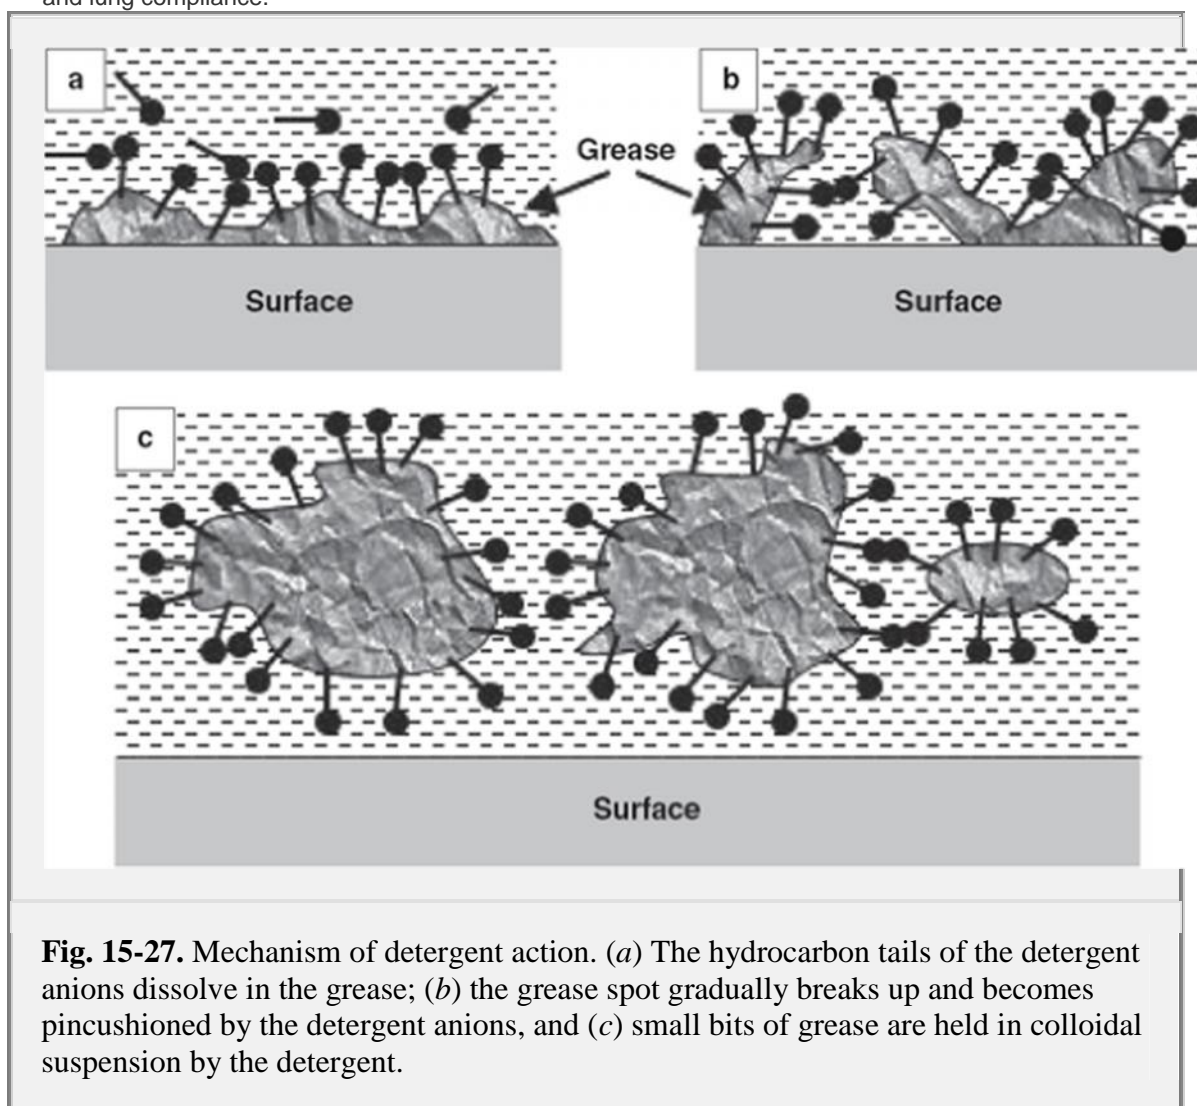 and lung compliance.
a
b
Grease
Surface
Surface
c
Surface
Fig. 15-27. Mechanism of detergent action. (a) The hydrocarbon tails of the detergent
anions dissolve in the grease; (b) the grease spot gradually breaks up and becomes
pincushioned by the detergent anions, and (c) small bits of grease are held in colloidal
suspension by the detergent.